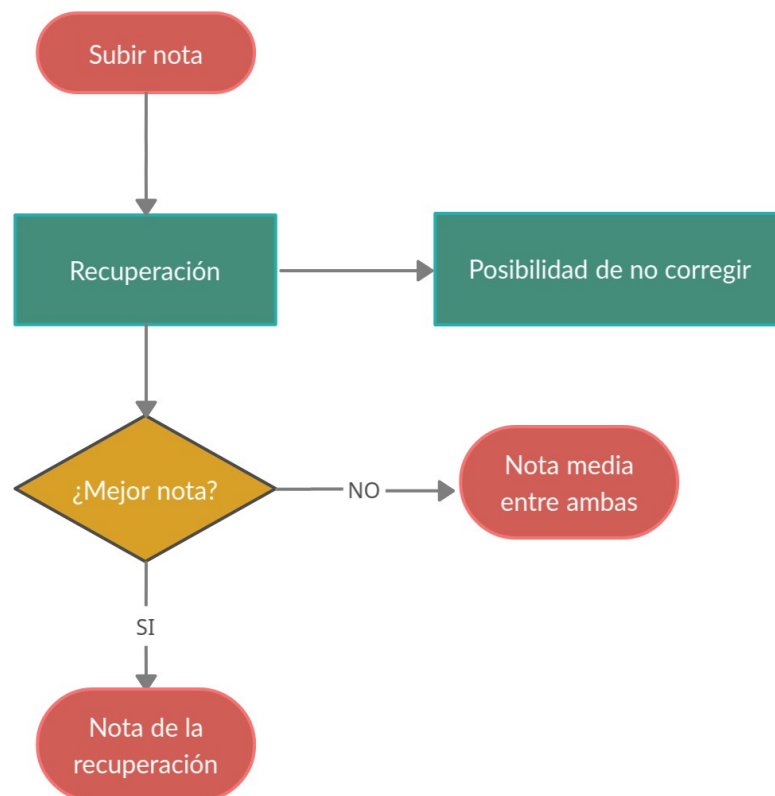 Subir nota
Recuperación
Posibilidad de no corregir
¿Mejor nota?
NO
Nota media
entre ambas
SI
Nota de la
recuperación